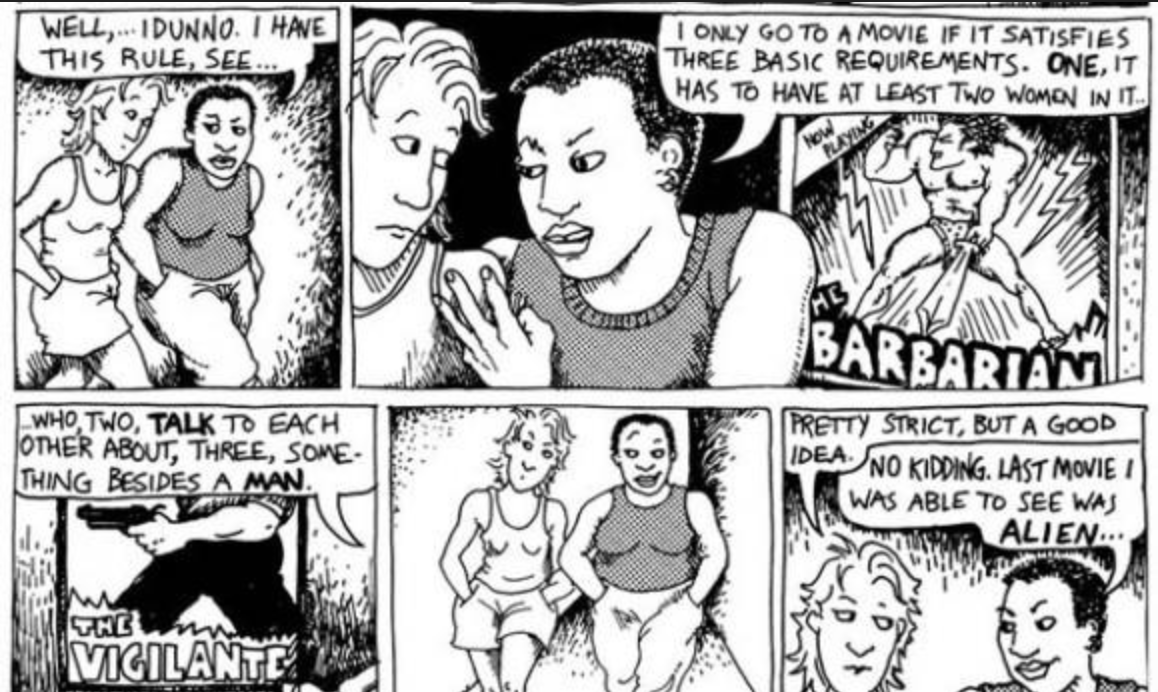 WELL,... I DUNNO. I HAVE
THIS RULE, SEE...
I ONLY GO TO A MOVIE IF IT SATISFIES
THREE BASIC REQUIREMENTS. ONE, IT
HAS TO HAVE AT LEAST TWO WOMEN IN IT..
NOW
PLAYING
THE
BARBARIAN
...WHO, TWO, TALK TO EACH
OTHER ABOUT, THREE, SOME-
THING BESIDES A MAN.
THE
VIGILANTE
PRETTY STRICT, BUT A GOOD
IDEA.
NO KIDDING. LAST MOVIE I
WAS ABLE TO SEE WAS
ALIEN...